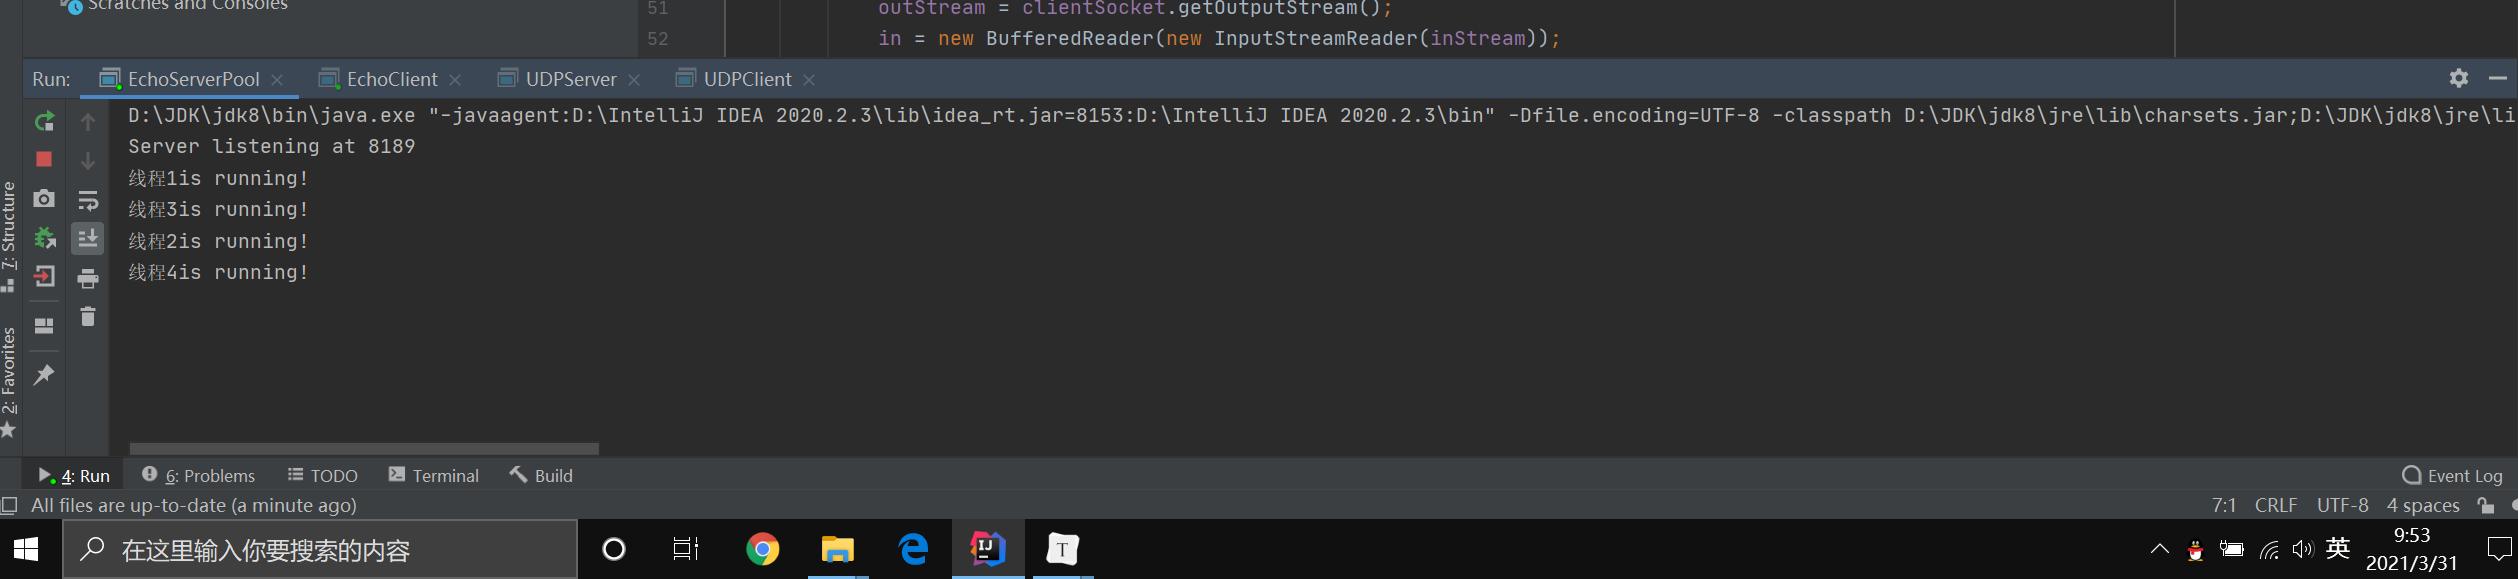 Scratches and Consoles
51 outStream = clientSocket.getOutputStream();
52 in = new BufferedReader(new InputStreamReader(inStream));
Run: EchoServerPool EchoClient UDPServer UDPClient
D:\JDK\jdk8\bin\java.exe "-javaagent:D:\IntelliJ IDEA 2020.2.3\lib\idea_rt.jar=8153:D:\IntelliJ IDEA 2020.2.3\bin" -Dfile.encoding=UTF-8 -classpath D:\JDK\jdk8\jre\lib\charsets.jar;D:\JDK\jdk8\jre\li
Server listening at 8189
线程1is running!
线程3is running!
线程2is running!
线程4is running!
7: Structure
2: Favorites
4: Run 6: Problems TODO Terminal Build Event Log
All files are up-to-date (a minute ago) 7:1 CRLF UTF-8 4 spaces
在这里输入你要搜索的内容
IJ
T
英
9:53
2021/3/31